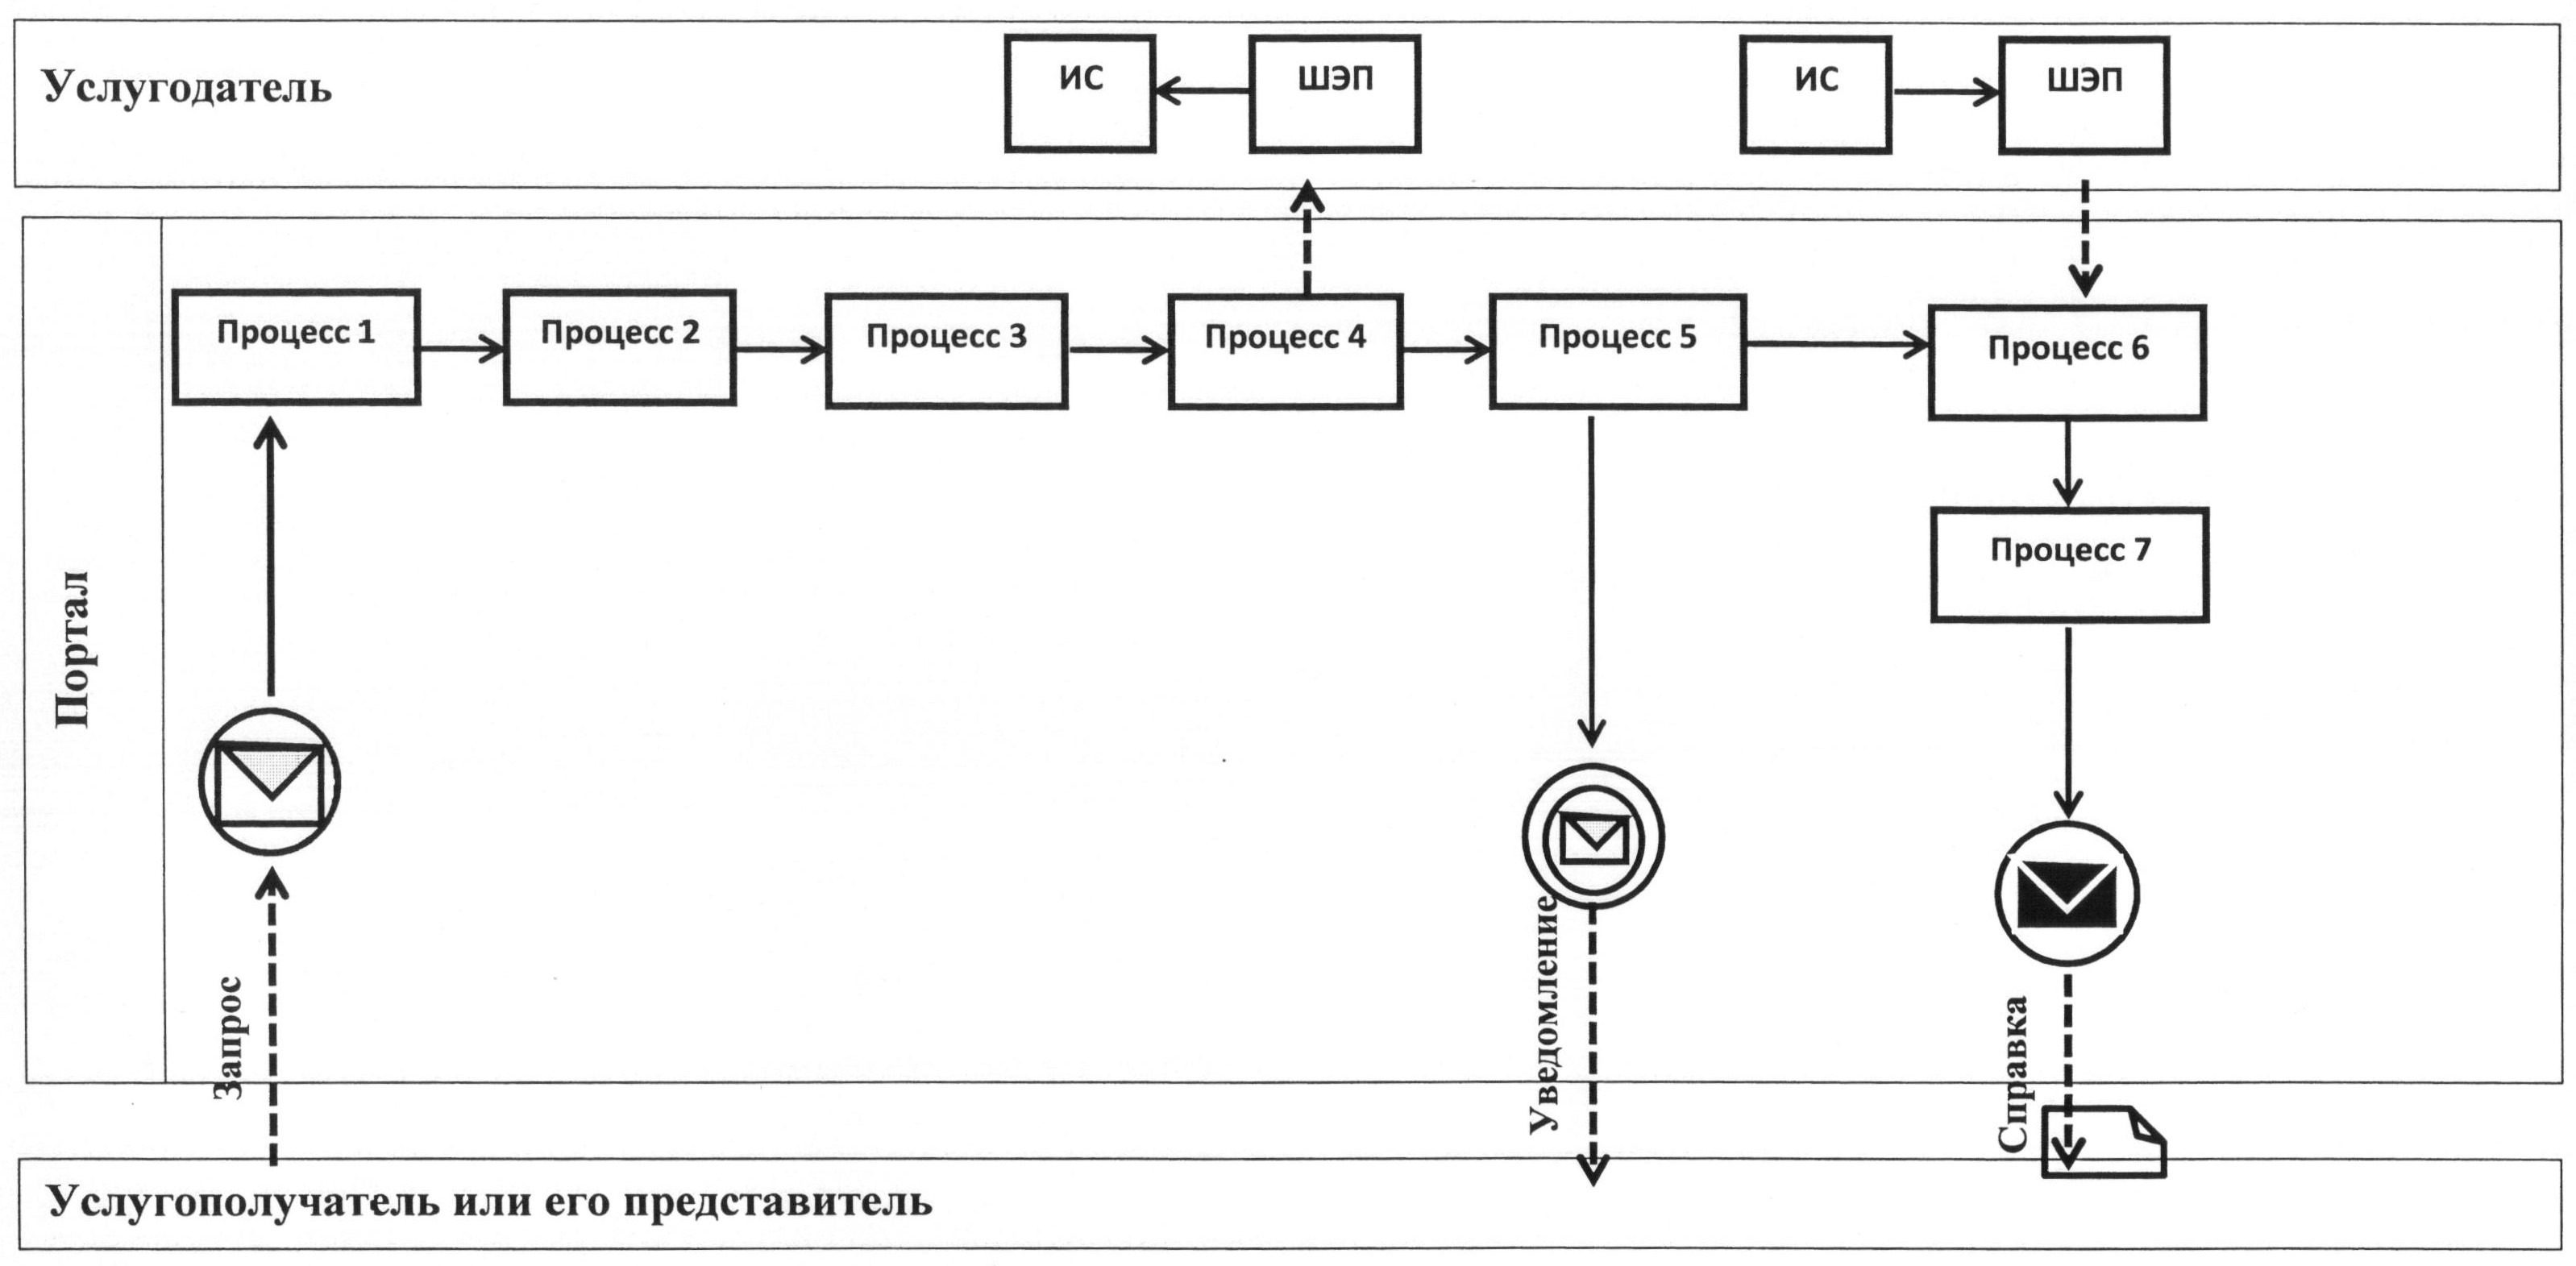 Услугодатель
ИС
ШЭП
ИС
ШЭП
Портал
Процесс 1
Процесс 2
Процесс 3
Процесс 4
Процесс 5
Процесс 6
Процесс 7
Запрос
Уведомление
Справка
Услугополучатель или его представитель